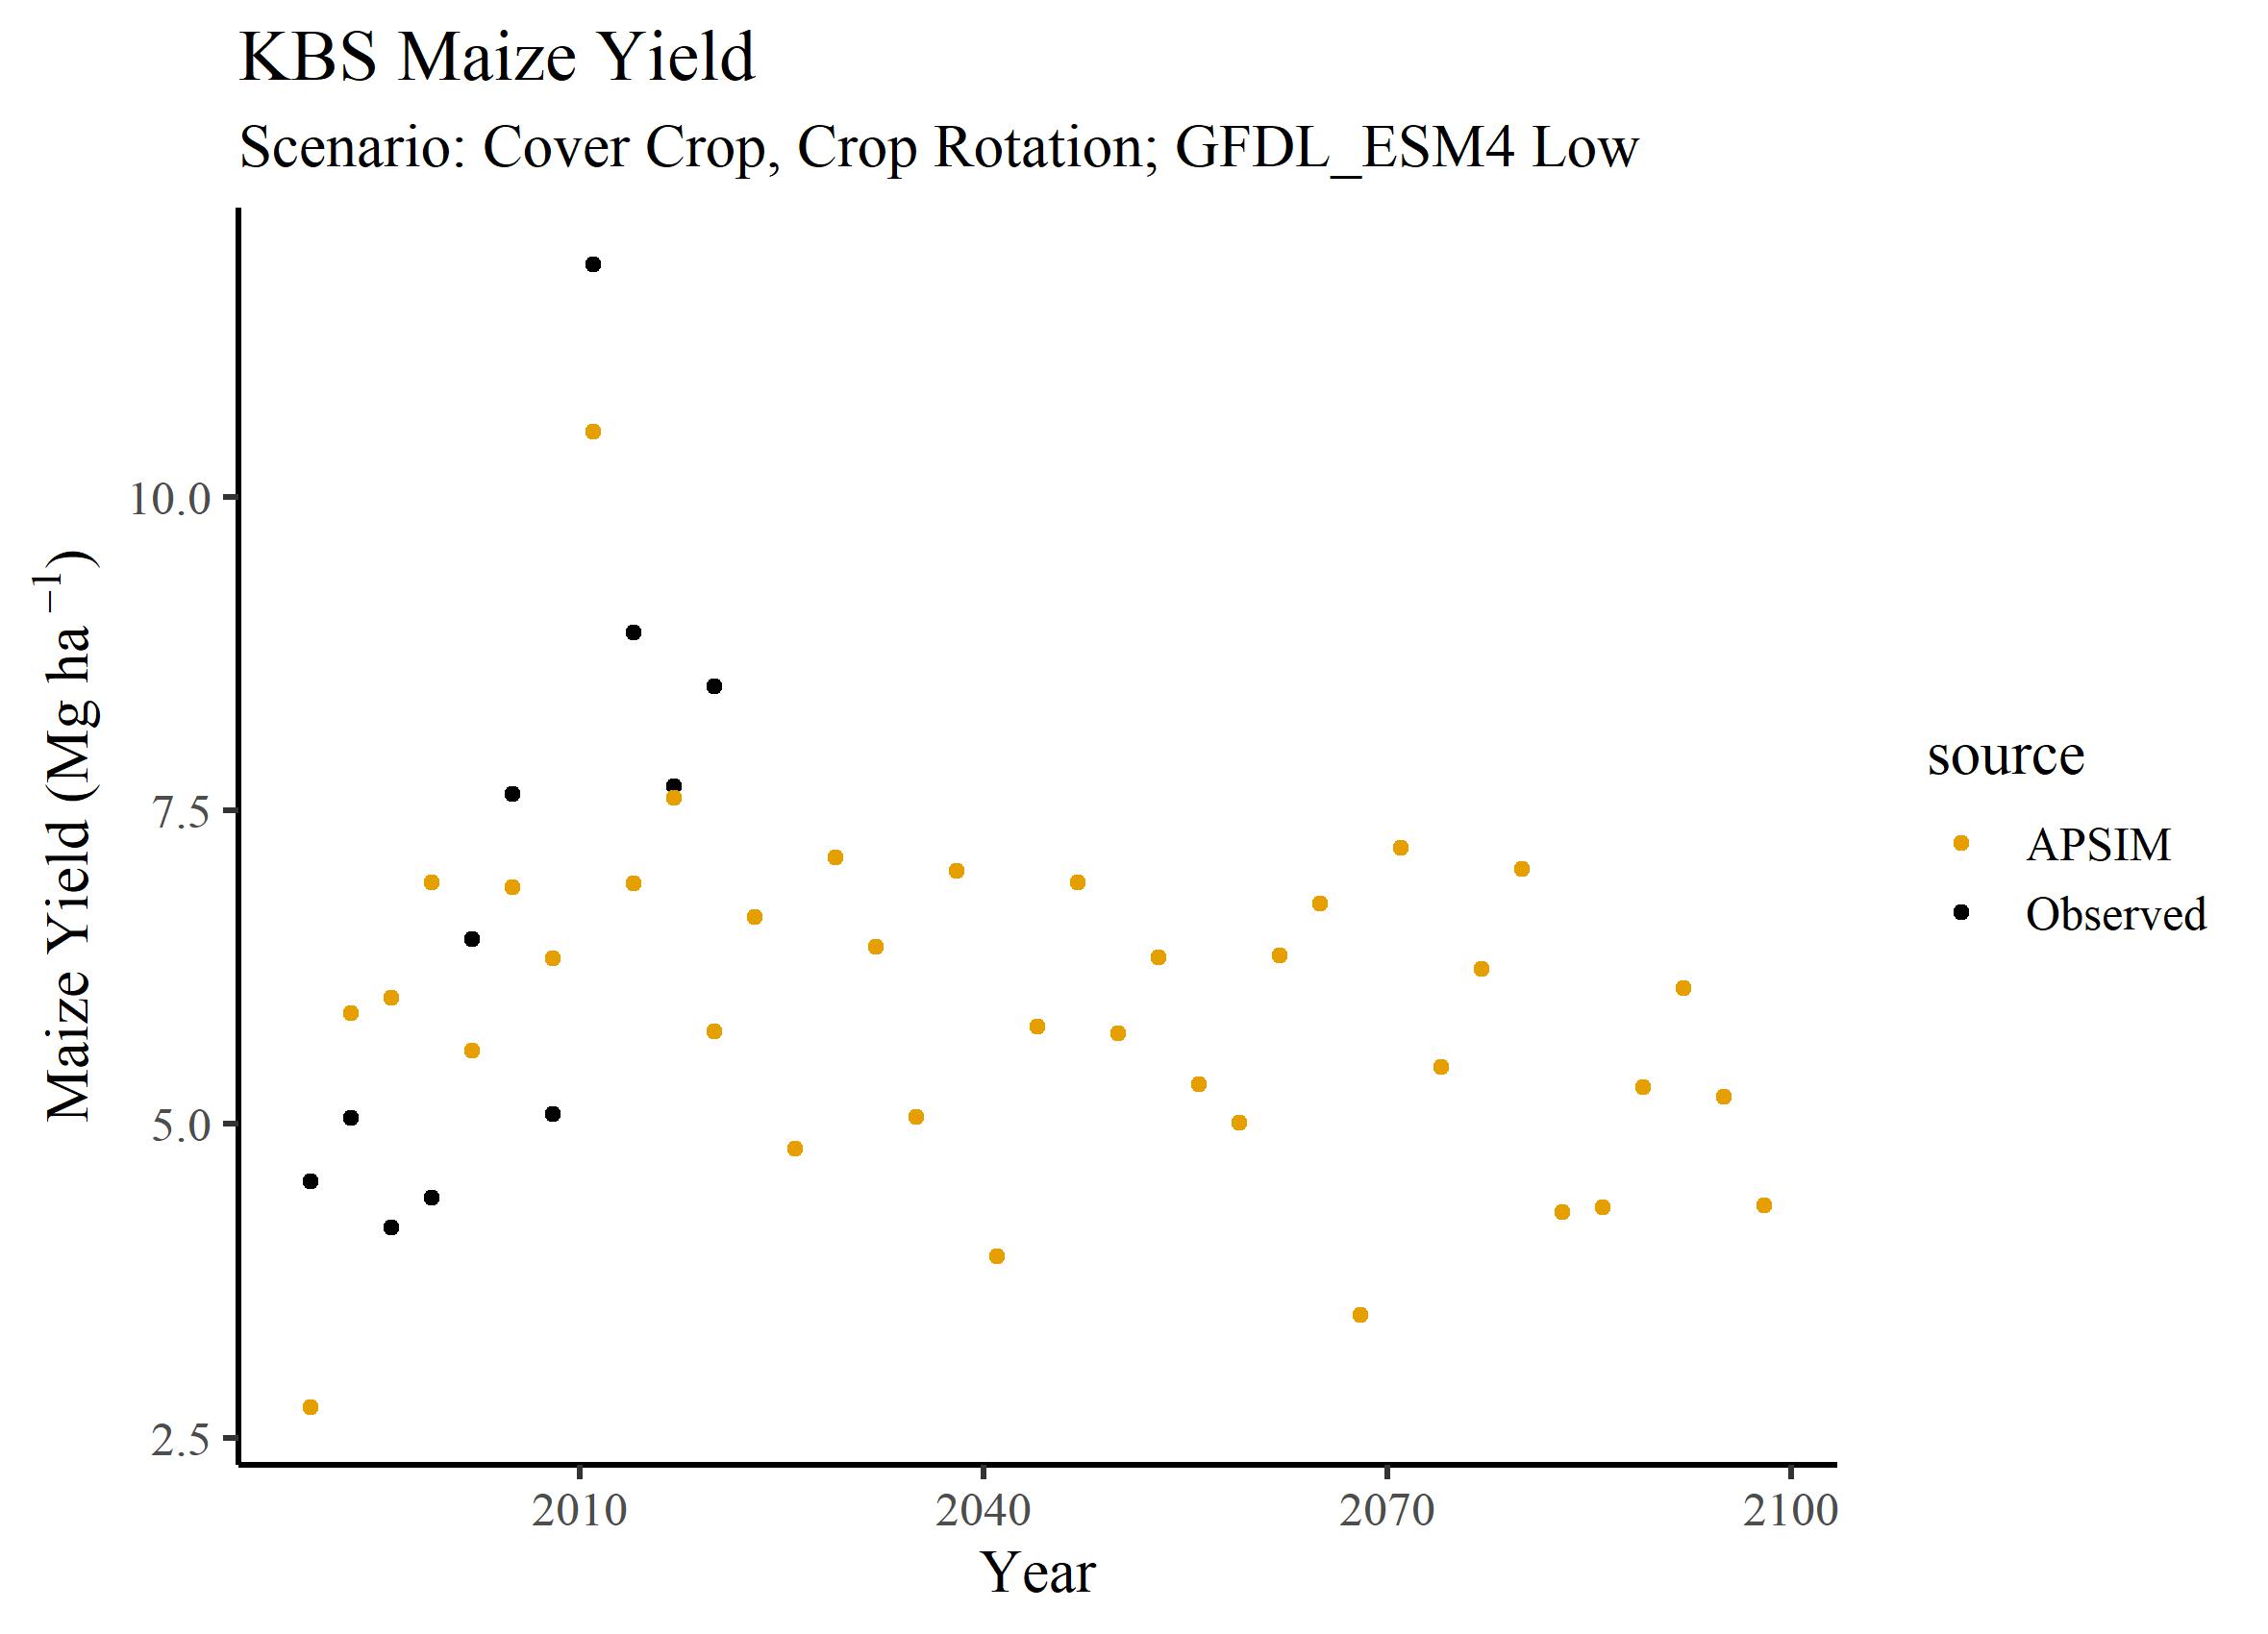 KBS Maize Yield
Scenario: Cover Crop, Crop Rotation; GFDL_ESM4 Low
Maize Yield (Mg ha⁻¹)
10.0
7.5
5.0
2.5
2010 2040 2070 2100
Year
source
APSIM
Observed